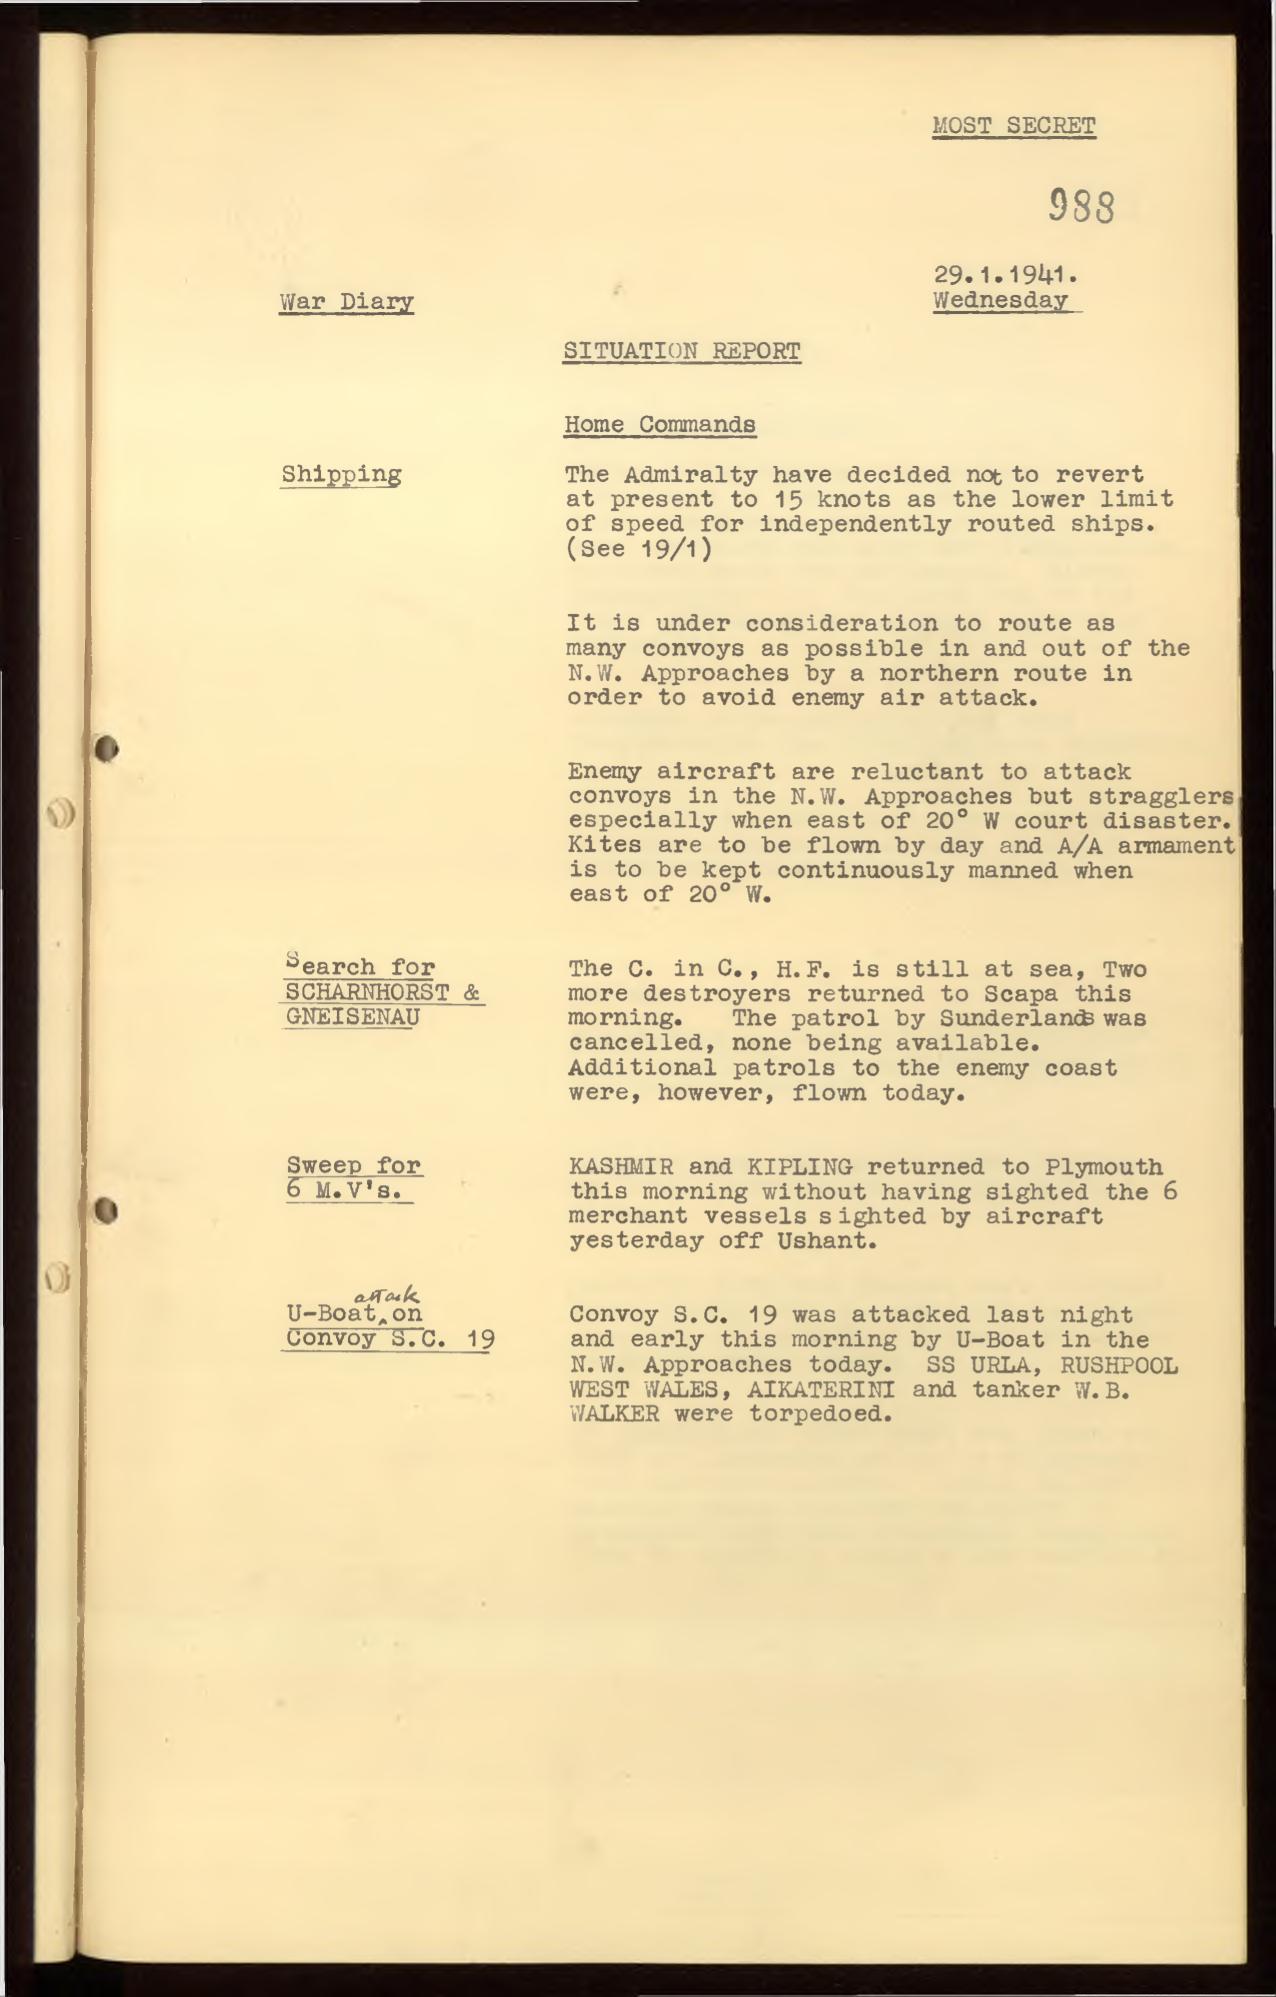 MOST SECRET
988
29.1.1941.
Wednesday
War Diary
SITUATION REPORT
Home Commands
Shipping
The Admiralty have decided not to revert
at present to 15 knots as the lower limit
of speed for independently routed ships.
(See 19/1)
It is under consideration to route as
many convoys as possible in and out of the
N.W. Approaches by a northern route in
order to avoid enemy air attack.
Enemy aircraft are reluctant to attack
convoys in the N.W. Approaches but stragglers
especially when east of 20° W court disaster.
Kites are to be flown by day and A/A armament
is to be kept continuously manned when
east of 20° W.
Search for
SCHARNHORST &
GNEISENAU
The C. in C., H.F. is still at sea, Two
more destroyers returned to Scapa this
morning. The patrol by Sunderlands was
cancelled, none being available.
Additional patrols to the enemy coast
were, however, flown today.
Sweep for
6 M.V's.
KASHMIR and KIPLING returned to Plymouth
this morning without having sighted the 6
merchant vessels sighted by aircraft
yesterday off Ushant.
attack
U-Boat ‸ on
Convoy S.C. 19
Convoy S.C. 19 was attacked last night
and early this morning by U-Boat in the
N.W. Approaches today. SS URLA, RUSHPOOL
WEST WALES, AIKATERINI and tanker W.B.
WALKER were torpedoed.